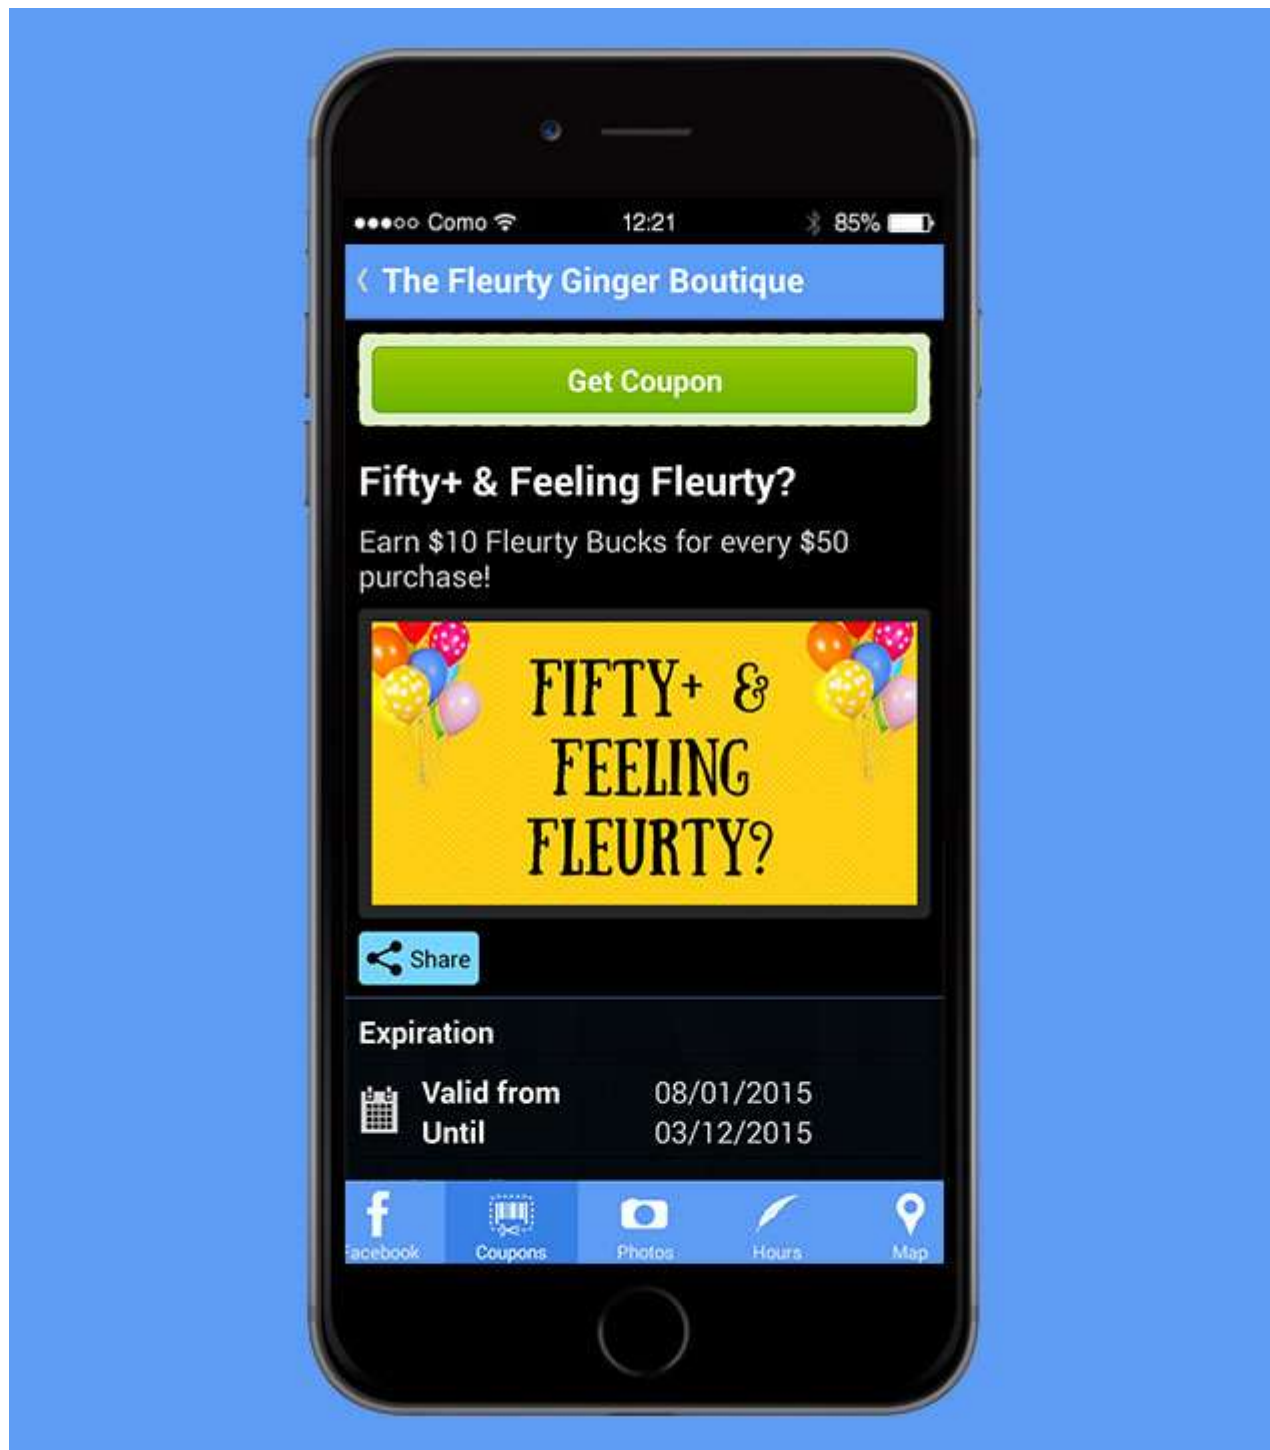 Como 12:21 85%
The Fleurty Ginger Boutique
Get Coupon
Fifty+ & Feeling Fleurty?
Earn $10 Fleurty Bucks for every $50
purchase!
FIFTY+ &
FEELING
FLEURTY?
Share
Expiration
Valid from 08/01/2015
Until 03/12/2015
Facebook Coupons Photos Hours Map